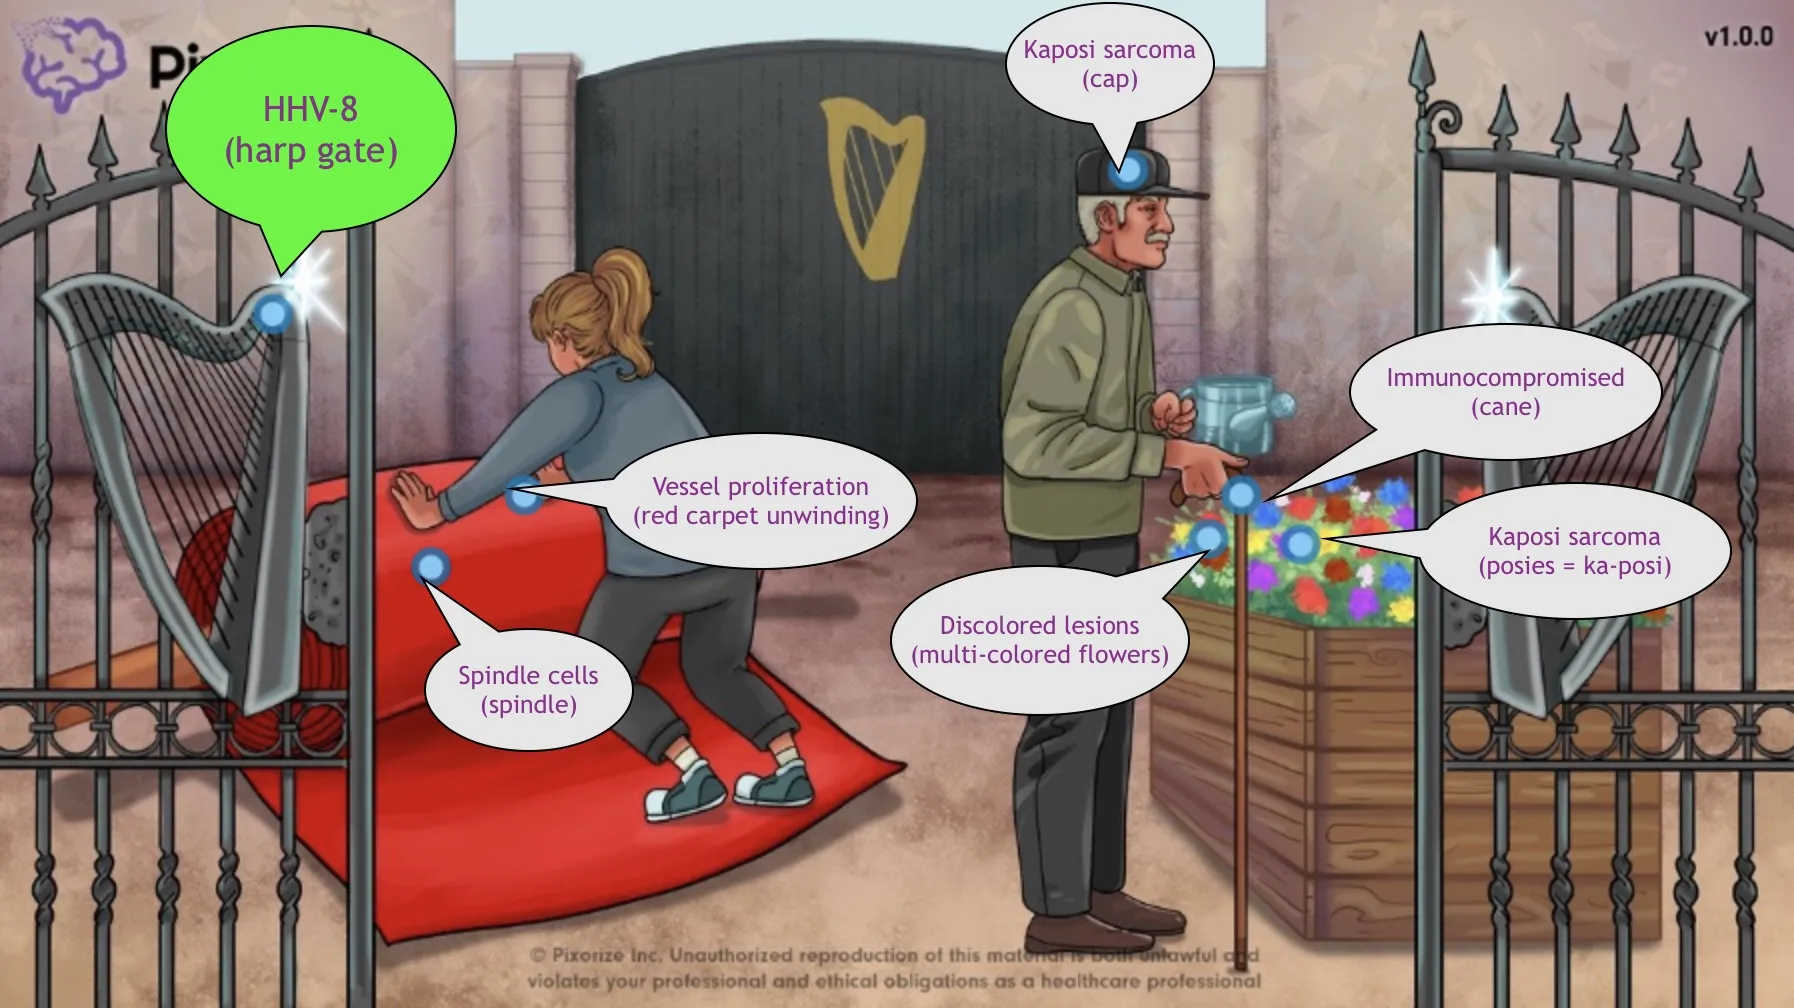 v1.0.0
HHV-8
(harp gate)
Kaposi sarcoma
(cap)
Immunocompromised
(cane)
Vessel proliferation
(red carpet unwinding)
Kaposi sarcoma
(posies = ka-posi)
Discolored lesions
(multi-colored flowers)
Spindle cells
(spindle)
© Pixorize Inc. Unauthorized reproduction of this material is both unlawful and
violates your professional and ethical obligations as a healthcare professional